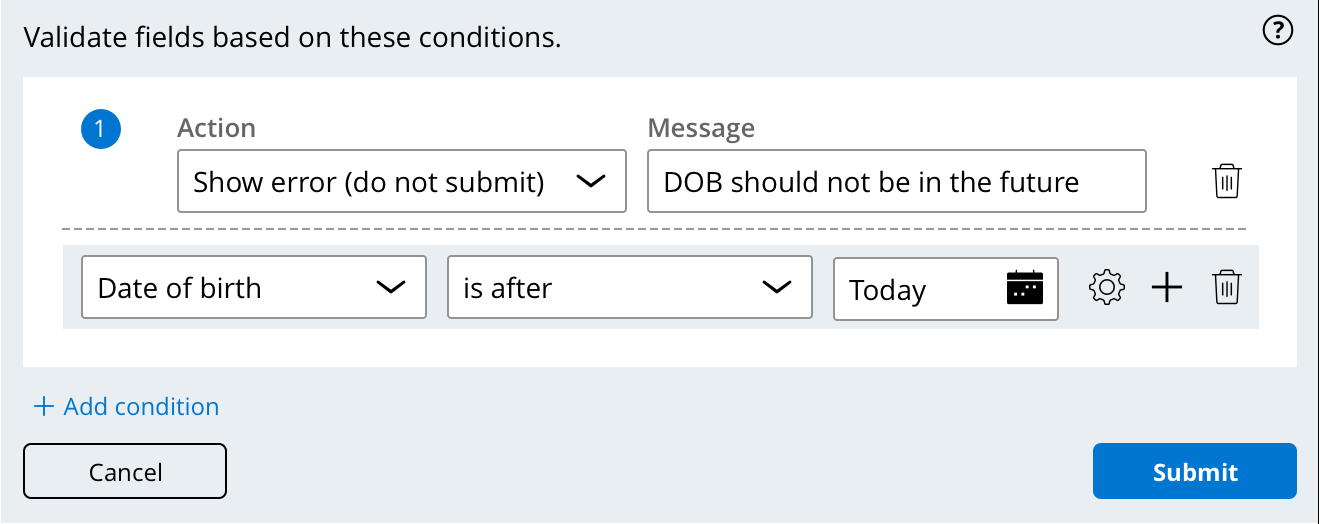 Validate fields based on these conditions.
?
1
Action
Message
Show error (do not submit)
DOB should not be in the future
Date of birth
is after
Today
+ Add condition
Cancel
Submit